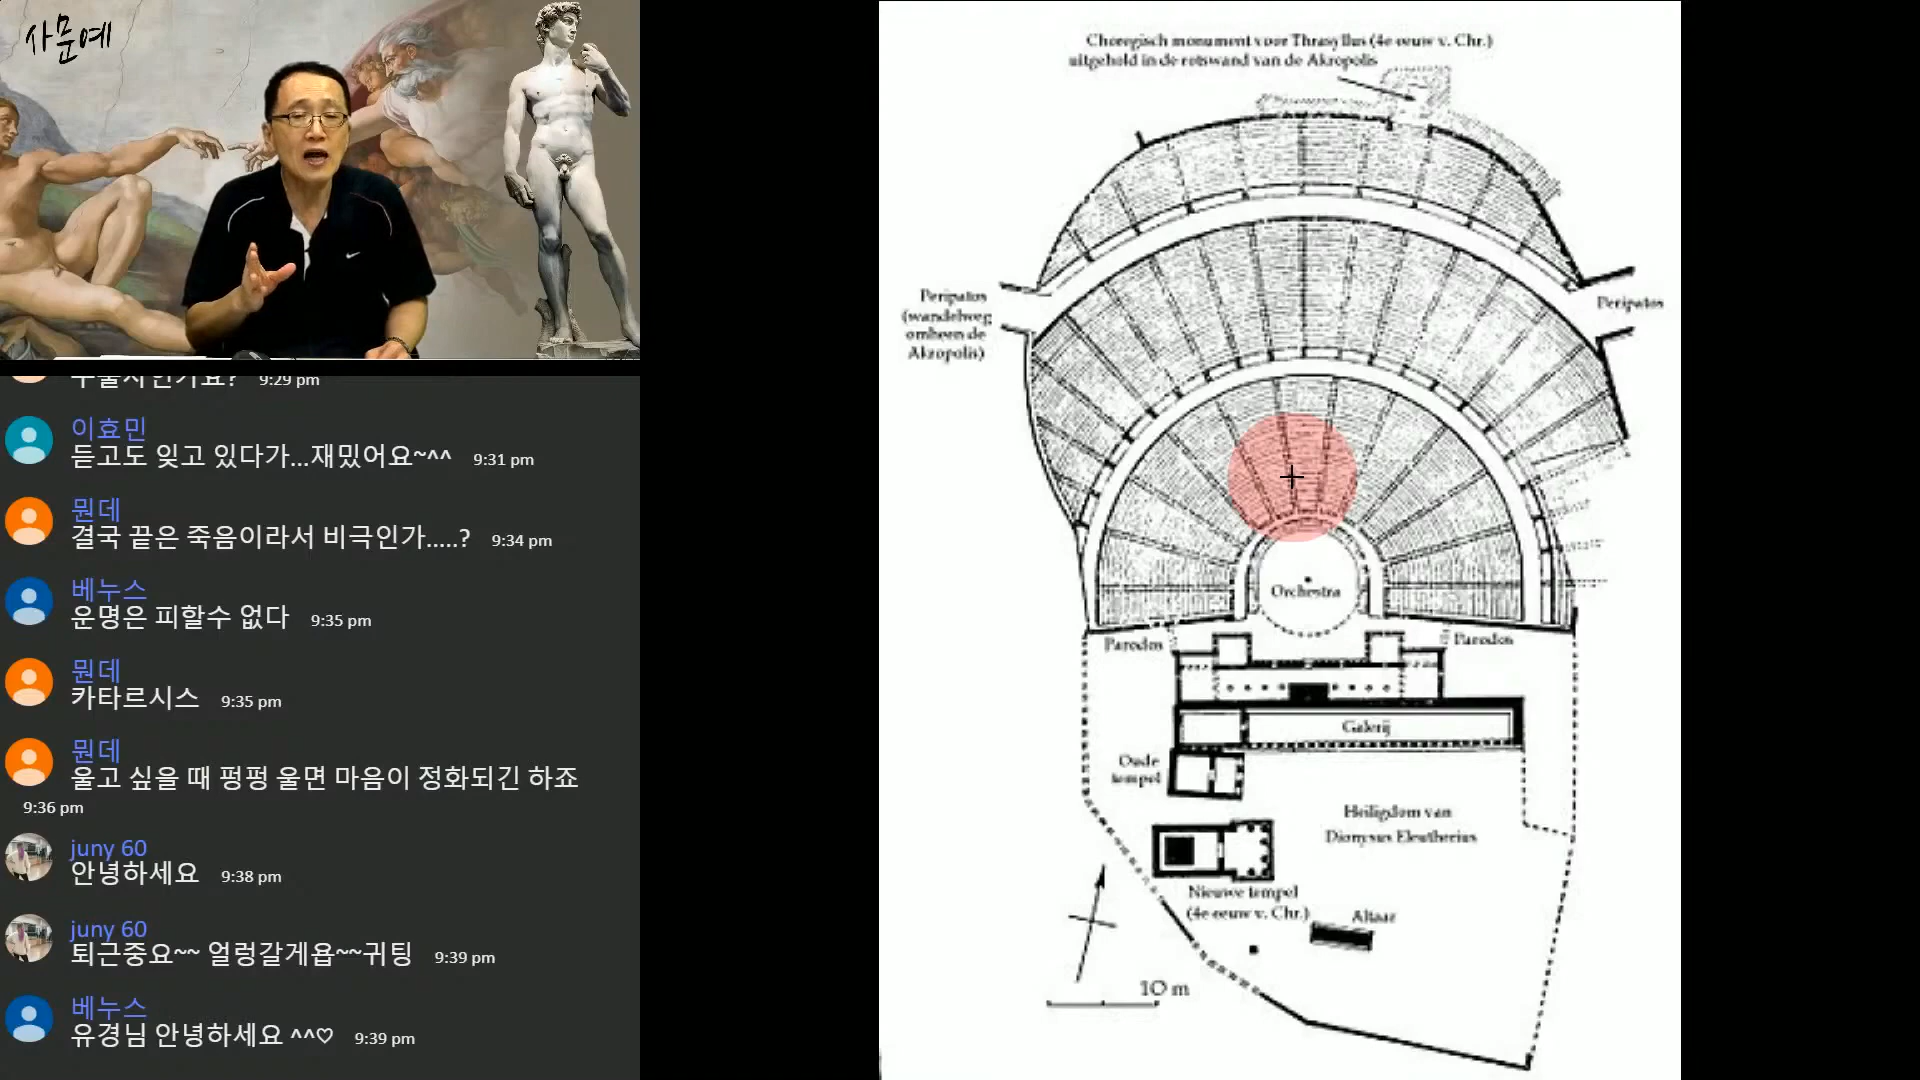 사문예
9:29 pm
이효민
듣고도 잊고 있다가...재밌어요~^^ 9:31 pm
뭔데
결국 끝은 죽음이라서 비극인가.....? 9:34 pm
베누스
운명은 피할수 없다 9:35 pm
뭔데
카타르시스 9:35 pm
뭔데
울고 싶을 때 펑펑 울면 마음이 정화되긴 하죠
9:36 pm
juny 60
안녕하세요 9:38 pm
juny 60
퇴근중요~~ 얼렁갈게욥~~귀팅 9:39 pm
베누스
유경님 안녕하세요 ^^♡ 9:39 pm
Choregisch monument voor Thrasyllus (4e eeuw v. Chr.)
uitgehold in de rotswand van de Akropolis
Peripatos
(wandelweg
omheen de
Akropolis)
Peripatos
Orchestra
Parodos
Parodos
Galerij
Oude
tempel
Heiligdom van
Dionysus Eleutherius
Nieuwe tempel
(4e eeuw v. Chr.)
Altaar
10 m